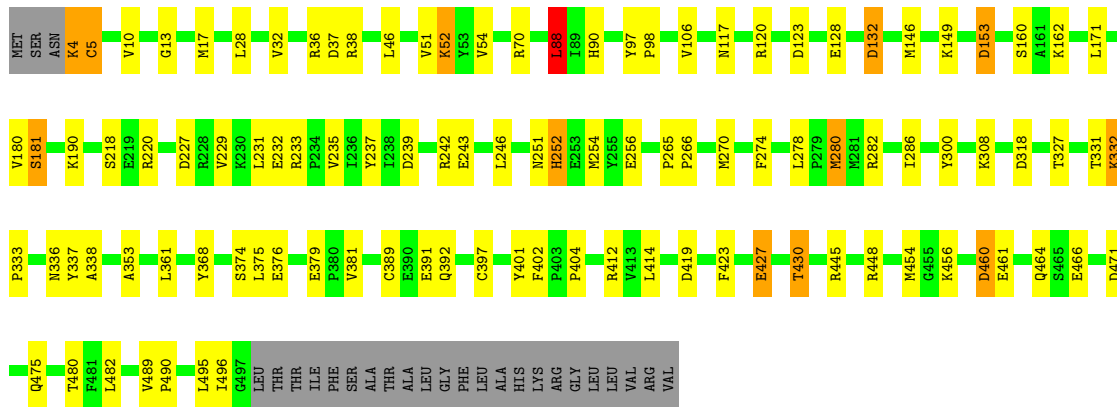 MET SER ASN K4 C5 V10 G13 M17 L28 V32 R36 D37 R38 L46 V51 K52 Y53 V54 R70 L88 I89 H90 Y97 P98 V106 N117 R120 D123 E128 D132 M146 K149 D153 S160 A161 K162 L171
V180 S181 K190 S218 E219 R220 D227 R228 V229 K230 L231 E232 R233 P234 V235 I236 Y237 I238 D239 R242 E243 L246 N251 H252 E253 M254 Y255 E256 P265 P266 M270 F274 L278 P279 M280 M281 R282 I286 Y300 K308 D318 T327 T331 K332
P333 N336 Y337 A338 A353 L361 Y368 S374 L375 E376 E379 P380 V381 C389 E390 E391 Q392 C397 Y401 F402 P403 P404 R412 V413 L414 D419 F423 E427 T430 R445 R448 M454 G455 K456 D460 E461 Q464 S465 E466 D471
Q475 T480 F481 L482 V489 P490 L495 I496 G497 LEU THR THR ILE PHE SER ALA THR ALA LEU GLY PHE LEU ALA HIS LYS ARG GLY LEU LEU VAL ARG VAL